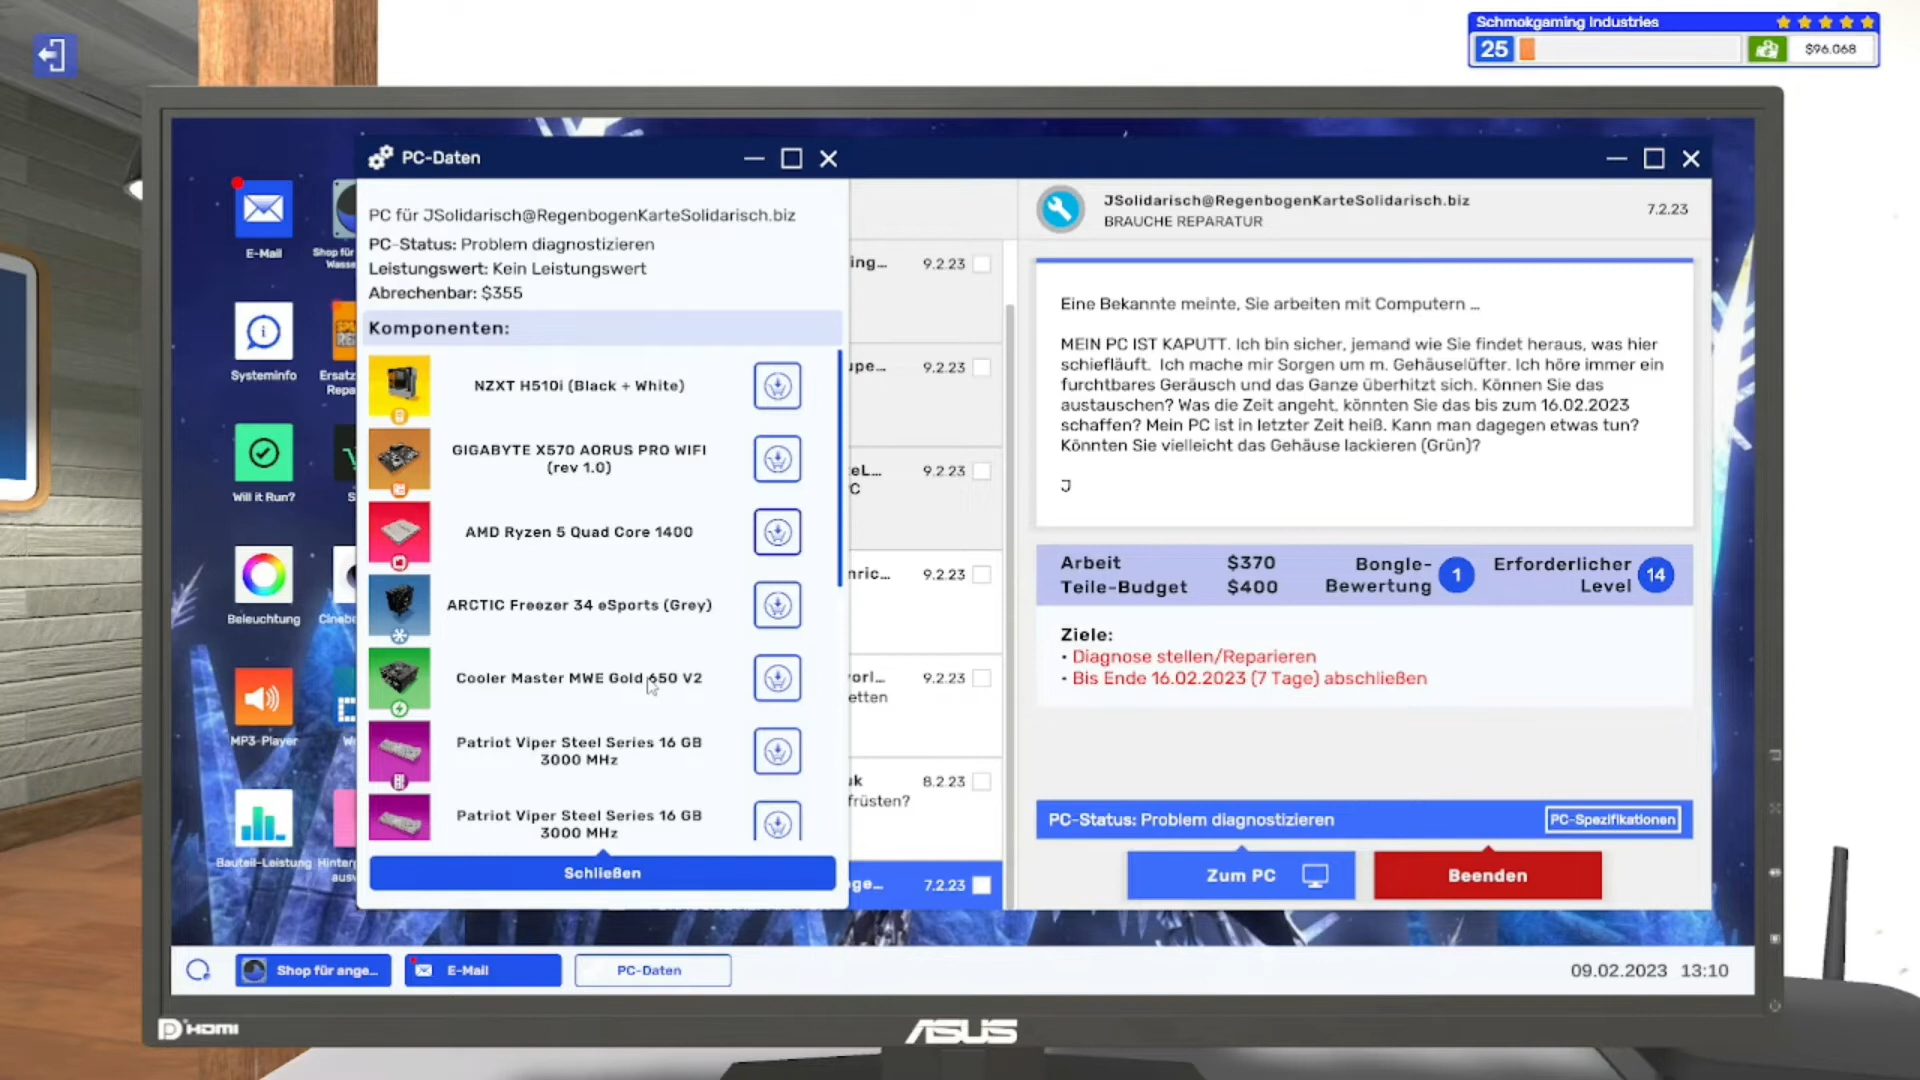 Schmokgaming Industries
25
$96.068
PC-Daten
PC für JSolidarisch@RegenbogenKarteSolidarisch.biz
PC-Status: Problem diagnostizieren
Leistungswert: Kein Leistungswert
Abrechenbar: $355
Komponenten:
NZXT H510i (Black + White)
GIGABYTE X570 AORUS PRO WIFI
(rev 1.0)
AMD Ryzen 5 Quad Core 1400
ARCTIC Freezer 34 eSports (Grey)
Cooler Master MWE Gold 650 V2
Patriot Viper Steel Series 16 GB
3000 MHz
Patriot Viper Steel Series 16 GB
3000 MHz
Schließen
E-Mail
Shop für
Systeminfo
Will it Run?
Beleuchtung
MP3-Player
Bauteil-Leistung
ing... 9.2.23
upe... 9.2.23
eL... 9.2.23
C
nric... 9.2.23
orl... 9.2.23
etten
uk 8.2.23
früsten?
ge... 7.2.23
JSolidarisch@RegenbogenKarteSolidarisch.biz
BRAUCHE REPARATUR
7.2.23
Eine Bekannte meinte, Sie arbeiten mit Computern ...
MEIN PC IST KAPUTT. Ich bin sicher, jemand wie Sie findet heraus, was hier
schiefläuft. Ich mache mir Sorgen um m. Gehäuselüfter. Ich höre immer ein
furchtbares Geräusch und das Ganze überhitzt sich. Können Sie das
austauschen? Was die Zeit angeht, könnten Sie das bis zum 16.02.2023
schaffen? Mein PC ist in letzter Zeit heiß. Kann man dagegen etwas tun?
Könnten Sie vielleicht das Gehäuse lackieren (Grün)?
J
Arbeit $370
Teile-Budget $400
Bongle-
Bewertung 1
Erforderlicher
Level 14
Ziele:
• Diagnose stellen/Reparieren
• Bis Ende 16.02.2023 (7 Tage) abschließen
PC-Status: Problem diagnostizieren
PC-Spezifikationen
Zum PC
Beenden
Shop für ange...
E-Mail
PC-Daten
09.02.2023 13:10
HDMI
ASUS